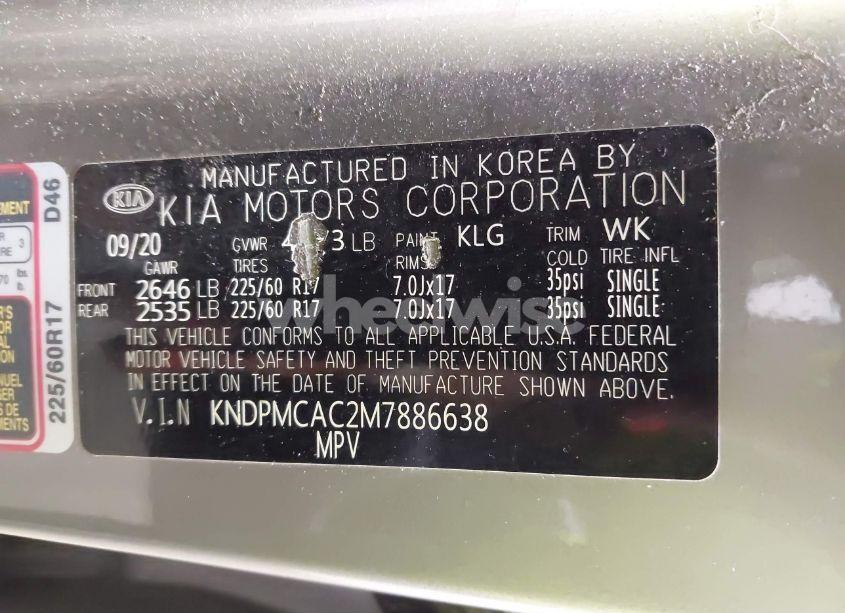 MANUFACTURED IN KOREA BY
KIA KIA MOTORS CORPORATION
09/20 GVWR LB PAINT KLG TRIM WK
GAWR TIRES RIMS COLD TIRE INFL
FRONT 2646 LB 225/60 R17 7.0Jx17 35psi SINGLE
REAR 2535 LB 225/60 R17 7.0Jx17 35psi SINGLE
THIS VEHICLE CONFORMS TO ALL APPLICABLE U.S.A. FEDERAL
MOTOR VEHICLE SAFETY AND THEFT PREVENTION STANDARDS
IN EFFECT ON THE DATE OF MANUFACTURE SHOWN ABOVE.
V.I.N KNDPMCAC2M7886638
MPV
225/60R17 D46
wheelwise